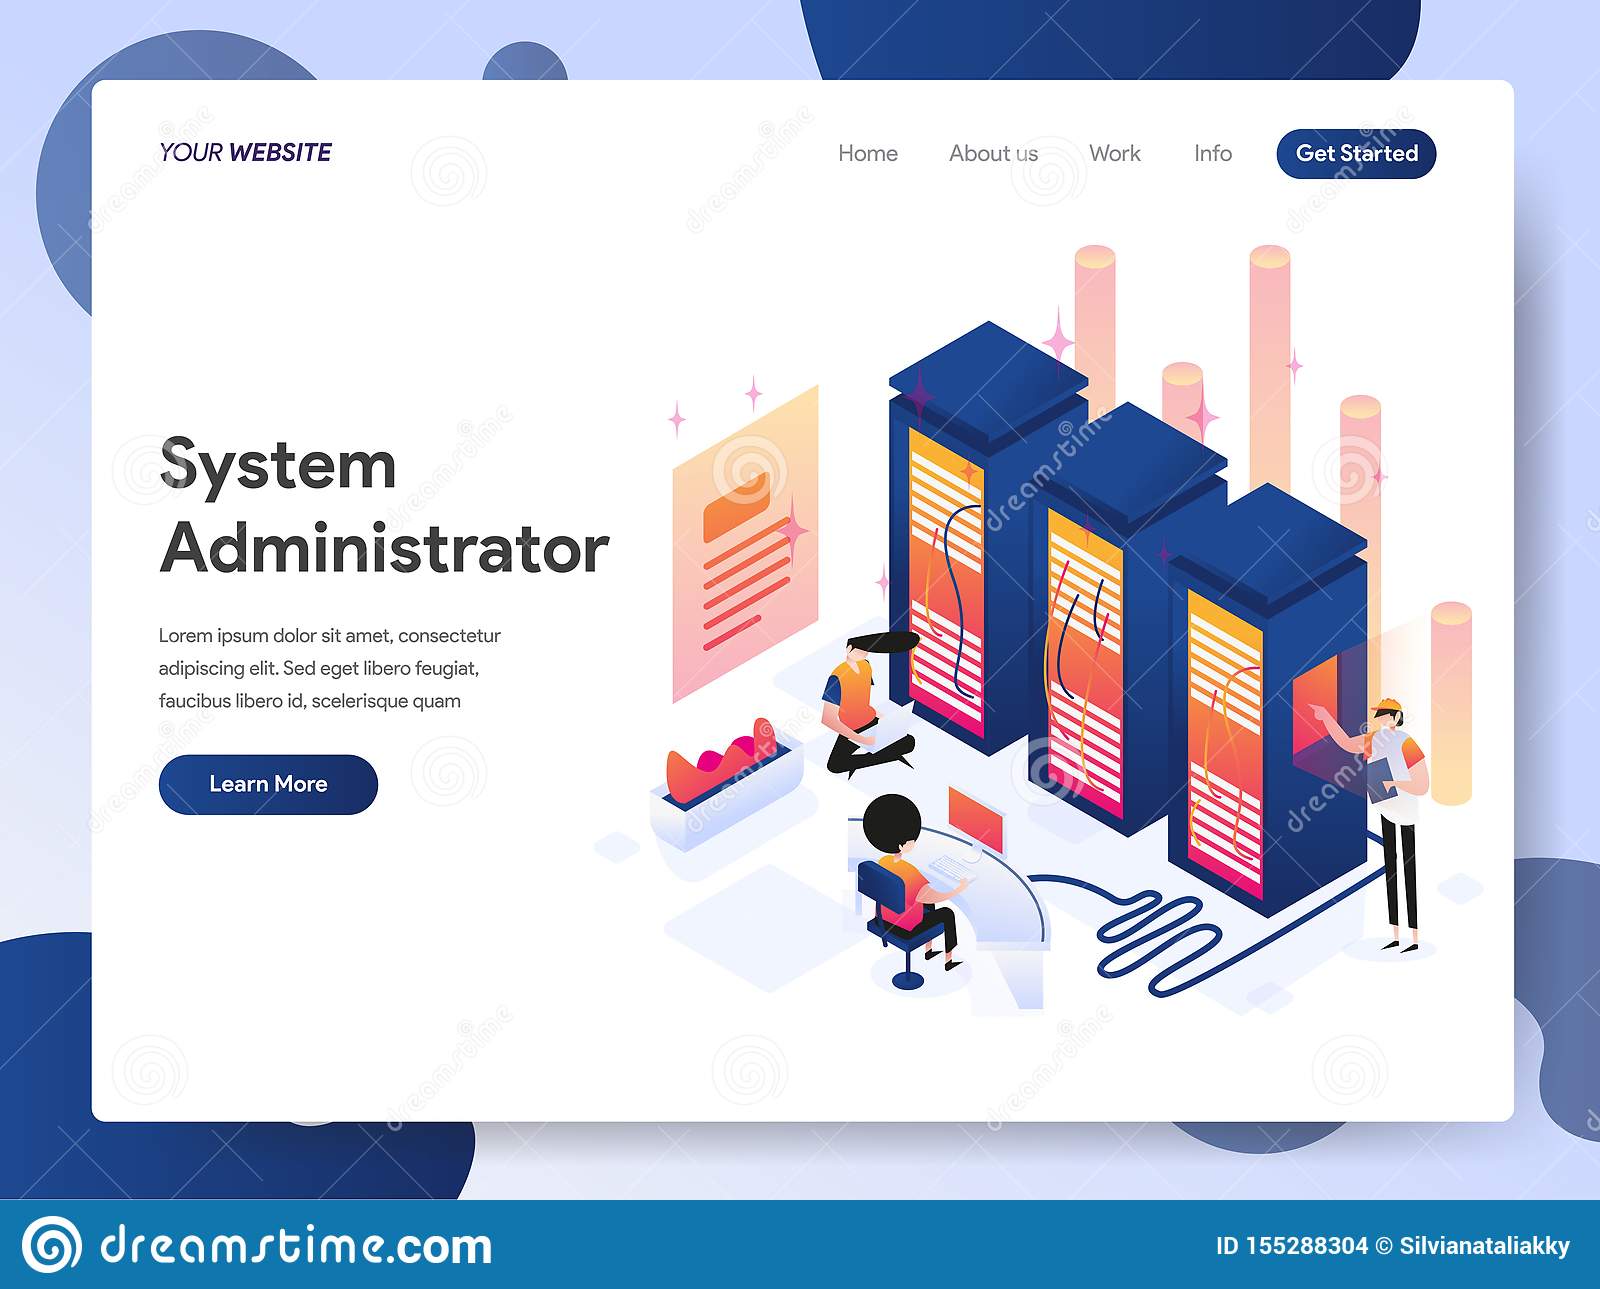 YOUR WEBSITE
Home About us Work Info Get Started
System
Administrator
Lorem ipsum dolor sit amet, consectetur
adipiscing elit. Sed eget libero feugiat,
faucibus libero id, scelerisque quam
Learn More
dreamstime.com
ID 155288304 © Silvianataliakky